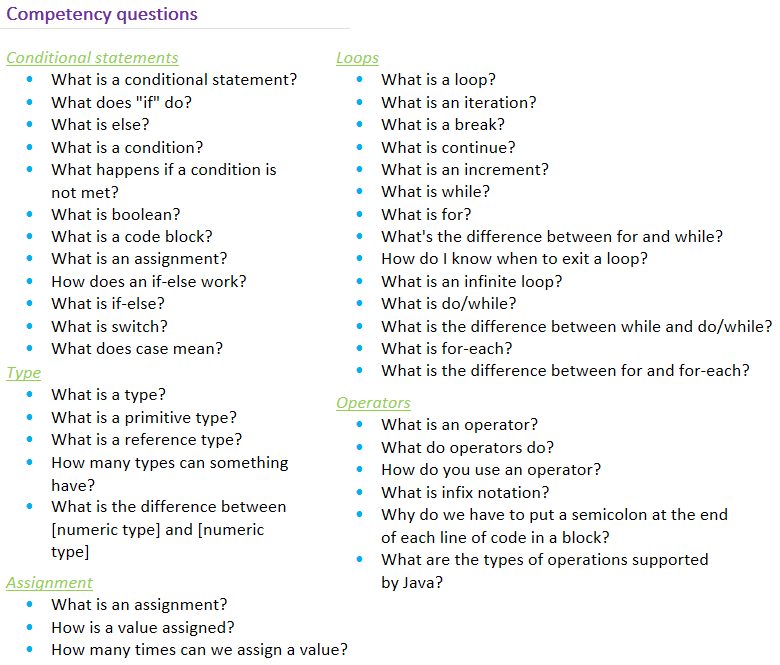 Competency questions
Conditional statements
What is a conditional statement?
What does "if" do?
What is else?
What is a condition?
What happens if a condition is
not met?
What is boolean?
What is a code block?
What is an assignment?
How does an if-else work?
What is if-else?
What is switch?
What does case mean?
Type
What is a type?
What is a primitive type?
What is a reference type?
How many types can something
have?
What is the difference between
[numeric type] and [numeric
type]
Assignment
What is an assignment?
How is a value assigned?
How many times can we assign a value?
Loops
What is a loop?
What is an iteration?
What is a break?
What is continue?
What is an increment?
What is while?
What is for?
What's the difference between for and while?
How do I know when to exit a loop?
What is an infinite loop?
What is do/while?
What is the difference between while and do/while?
What is for-each?
What is the difference between for and for-each?
Operators
What is an operator?
What do operators do?
How do you use an operator?
What is infix notation?
Why do we have to put a semicolon at the end
of each line of code in a block?
What are the types of operations supported
by Java?